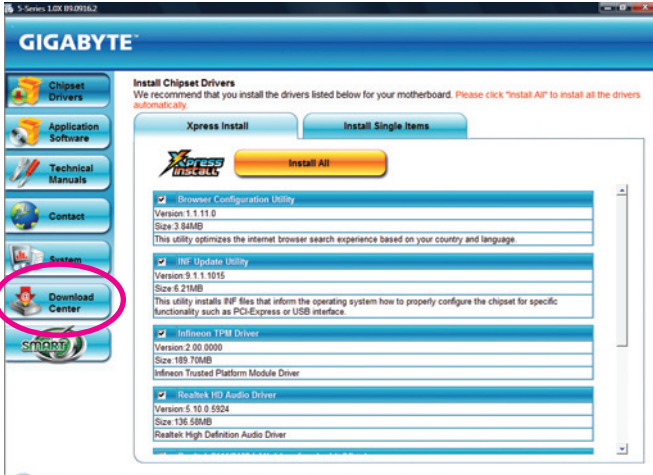 5-Series 1.0X B9.0916.2
GIGABYTE™
Chipset
Drivers
Application
Software
Technical
Manuals
Contact
System
Download
Center
SMART
Install Chipset Drivers
We recommend that you install the drivers listed below for your motherboard. Please click "Install All" to install all the drivers
automatically.
Xpress Install
Install Single Items
Xpress
Install
Install All
Browser Configuration Utility
Version:1.1.11.0
Size:3.84MB
This utility optimizes the internet browser search experience based on your country and language.
INF Update Utility
Version:9.1.1.1015
Size:6.21MB
This utility installs INF files that inform the operating system how to properly configure the chipset for specific
functionality such as PCI-Express or USB interface.
Infineon TPM Driver
Version:2.00.0000
Size:189.70MB
Infineon Trusted Platform Module Driver
Realtek HD Audio Driver
Version:5.10.0.5924
Size:136.58MB
Realtek High Definition Audio Driver